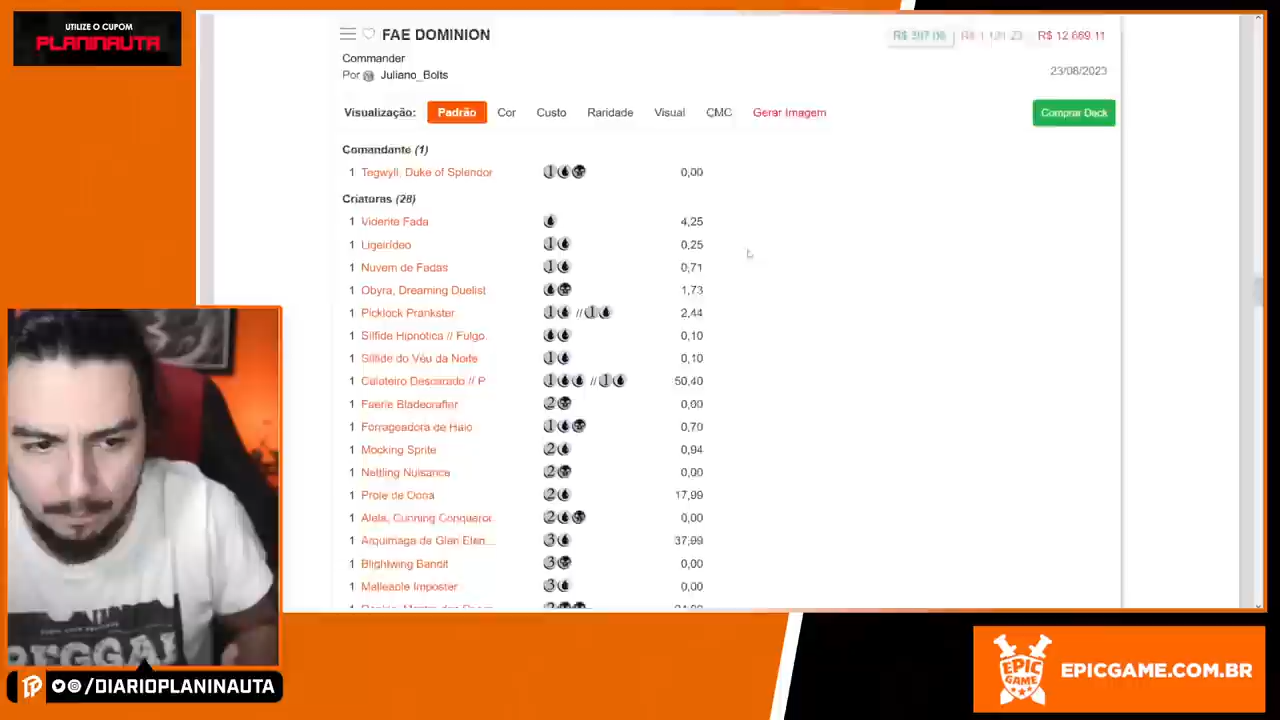 UTILIZE O CUPOM
PLANINAUTA
FAE DOMINION
R$ 12.669,11
Commander
Por Juliano_Bolts
23/08/2023
Visualização: Padrão Cor Custo Raridade Visual CMC Gerar Imagem
Comprar Deck
Comandante (1)
1 Tegwyll, Duke of Splendor 0,00
Criaturas (28)
1 Vidente Fada 4,25
1 Ligeirídeo 0,25
1 Nuvem de Fadas 0,71
1 Obyra, Dreaming Duelist 1,73
1 Picklock Prankster // 2,44
1 Sílfide Hipnótica // Fulgo. 0,10
1 Sílfide do Véu da Noite 0,10
1 Caloteiro Descarado // P // 50,40
1 Faerie Bladecrafter 0,00
1 Forrageadora de Halo 0,70
1 Mocking Sprite 0,94
1 Nettling Nuisance 0,00
1 Prole de Oona 17,99
1 Alela, Cunning Conqueror 0,00
1 Arquimaga de Glen Elen... 37,99
1 Blightwing Bandit 0,00
1 Malleable Impostor 0,00
REGGAE
/DIARIOPLANINAUTA
EPIC GAME
EPICGAME.COM.BR